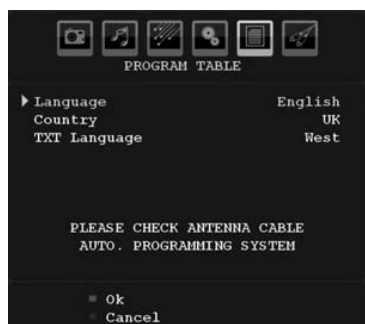 PROGRAM TABLE
Language English
Country UK
TXT Language West
PLEASE CHECK ANTENNA CABLE
AUTO. PROGRAMMING SYSTEM
Ok
Cancel